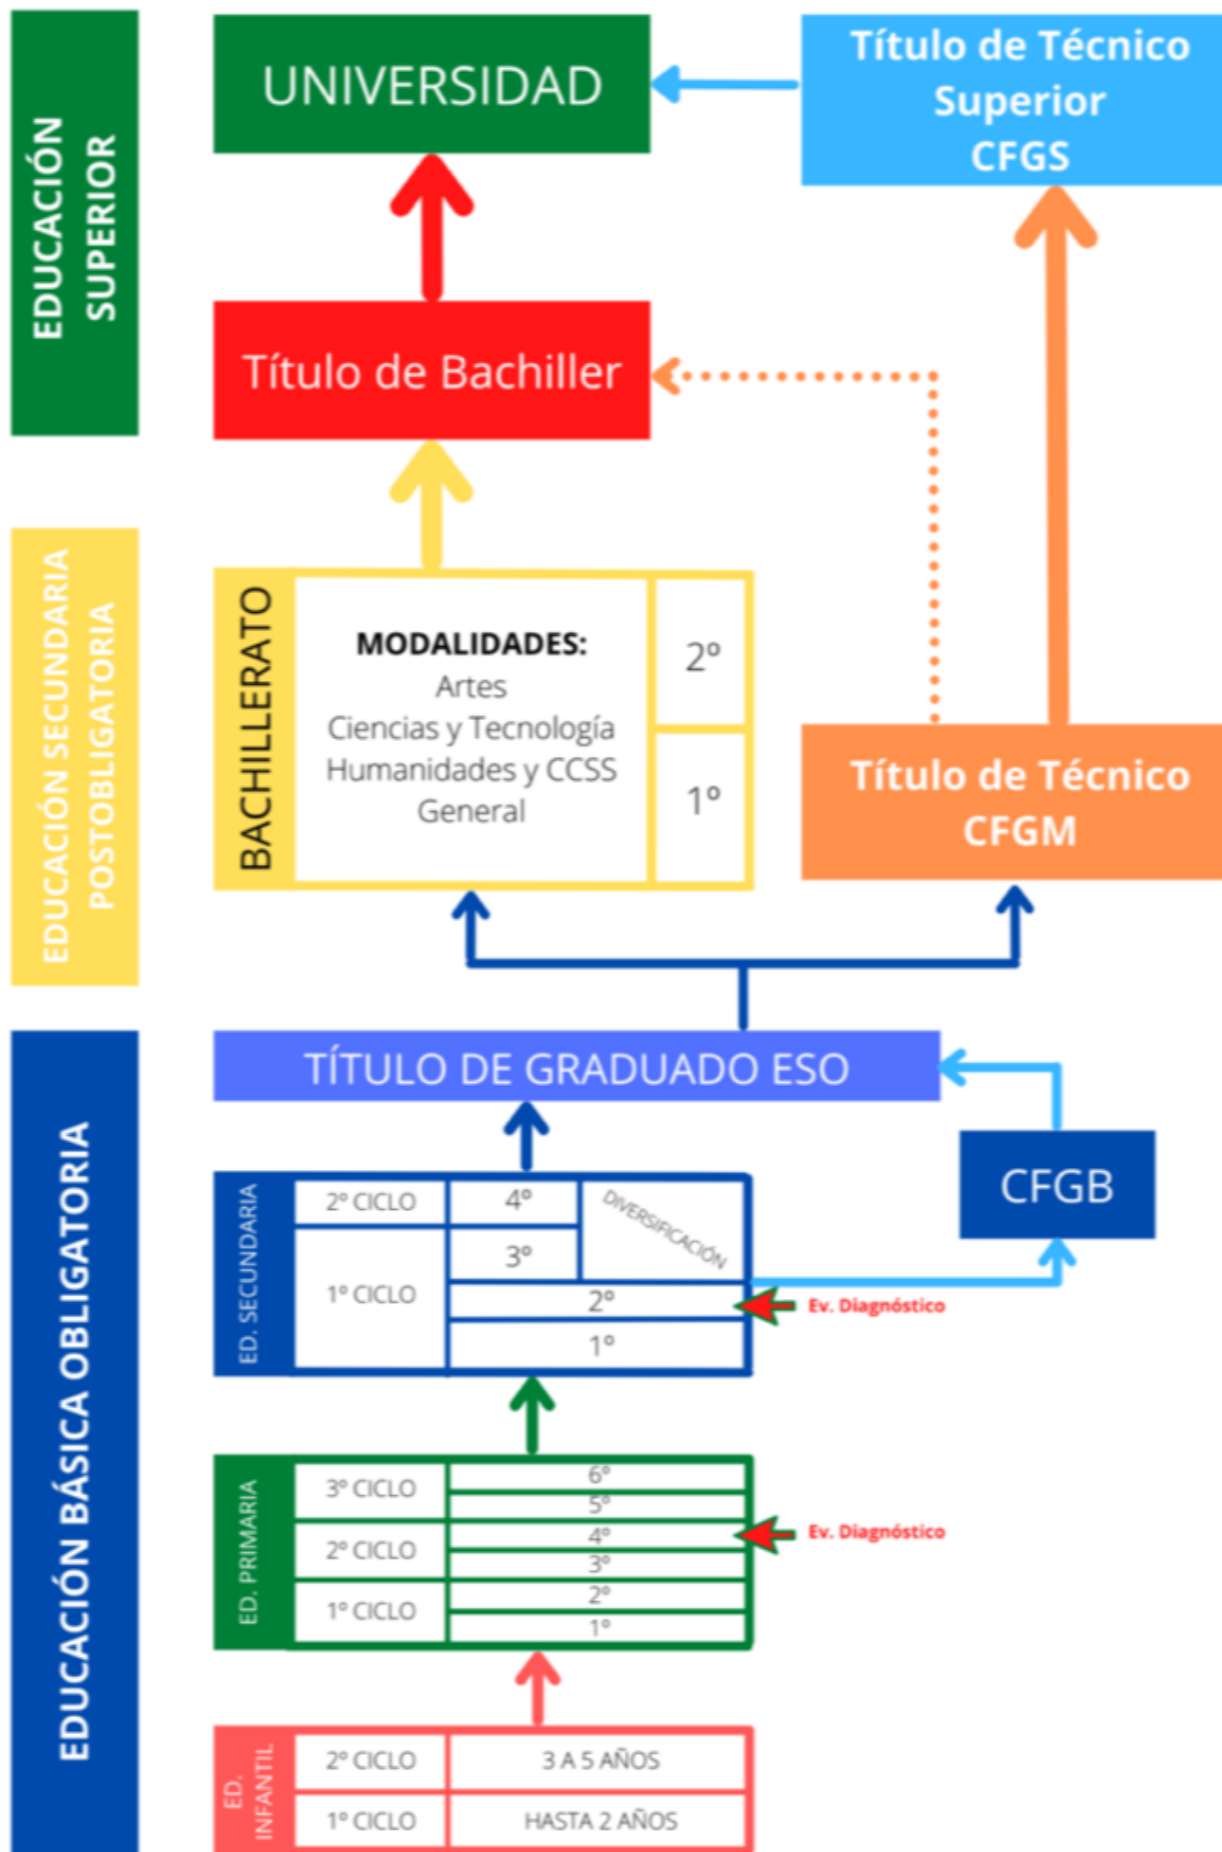 EDUCACIÓN
SUPERIOR
UNIVERSIDAD
Título de Técnico
Superior
CFGS
Título de Bachiller
EDUCACIÓN SECUNDARIA
POSTOBLIGATORIA
BACHILLERATO
MODALIDADES:
Artes
Ciencias y Tecnología
Humanidades y CCSS
General
2º
1º
Título de Técnico
CFGM
EDUCACIÓN BÁSICA OBLIGATORIA
TÍTULO DE GRADUADO ESO
CFGB
ED. SECUNDARIA
2º CICLO
4º
DIVERSIFICACIÓN
3º
1º CICLO
2º
Ev. Diagnóstico
1º
ED. PRIMARIA
3º CICLO
6º
5º
2º CICLO
4º
Ev. Diagnóstico
3º
1º CICLO
2º
1º
ED.
INFANTIL
2º CICLO
3 A 5 AÑOS
1º CICLO
HASTA 2 AÑOS